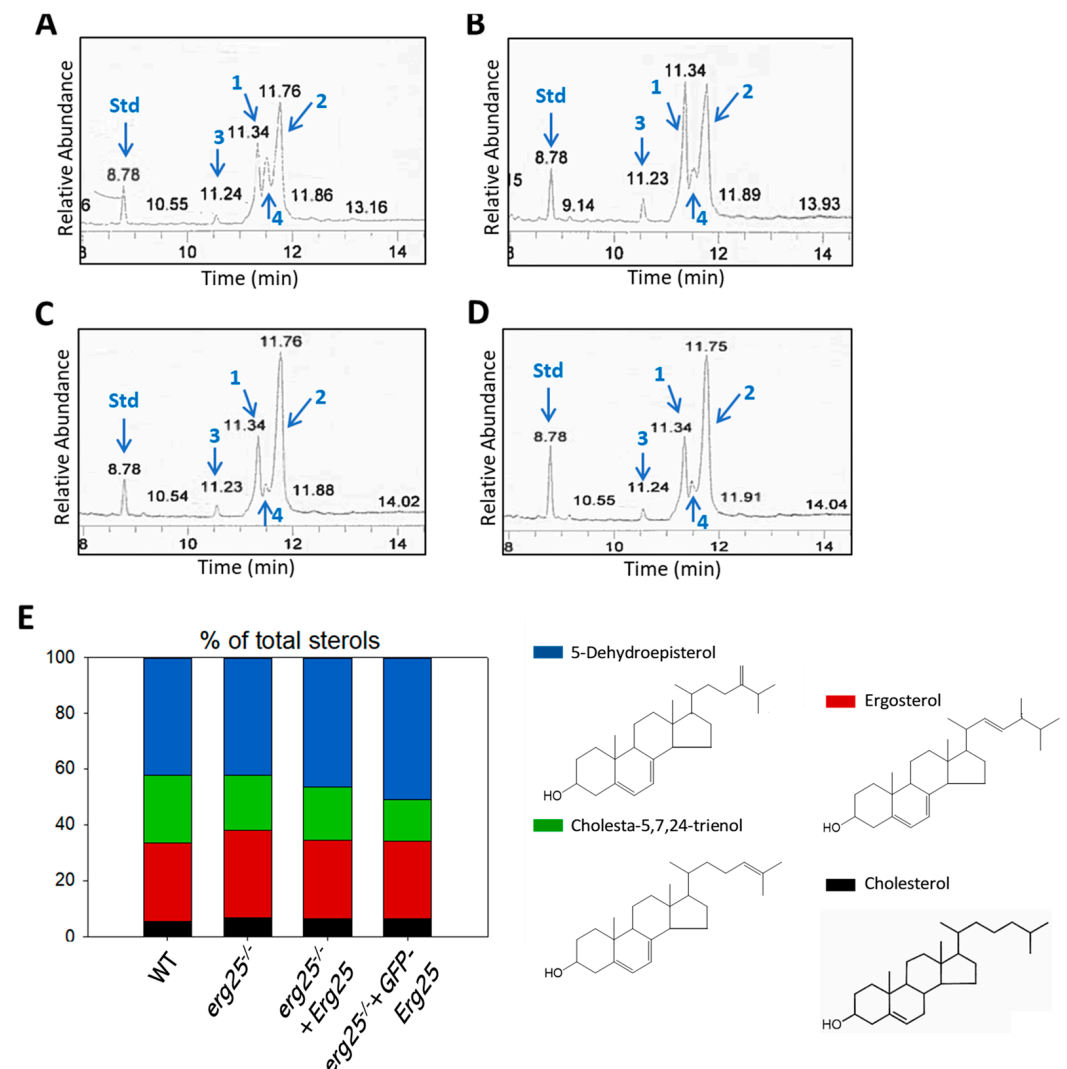 A
Relative Abundance
Std
8.78
6
10.55
3
11.24
1
11.34
11.76
2
4
11.86
13.16
8
10
12
14
Time (min)
B
Relative Abundance
Std
8.78
15
9.14
3
11.23
1
11.34
2
4
11.89
13.93
8
10
12
14
Time (min)
C
Relative Abundance
Std
8.78
10.54
3
11.23
1
11.34
11.76
2
4
11.88
14.02
8
10
12
14
Time (min)
D
Relative Abundance
Std
8.78
10.55
3
11.24
1
11.34
11.75
2
4
11.91
14.04
8
10
12
14
Time (min)
E
% of total sterols
100
80
60
40
20
0
WT
erg25-/-
erg25-/-
+ Erg25
erg25-/-+ GFP-
Erg25
5-Dehydroepisterol
HO
Ergosterol
HO
Cholesta-5,7,24-trienol
HO
Cholesterol
HO